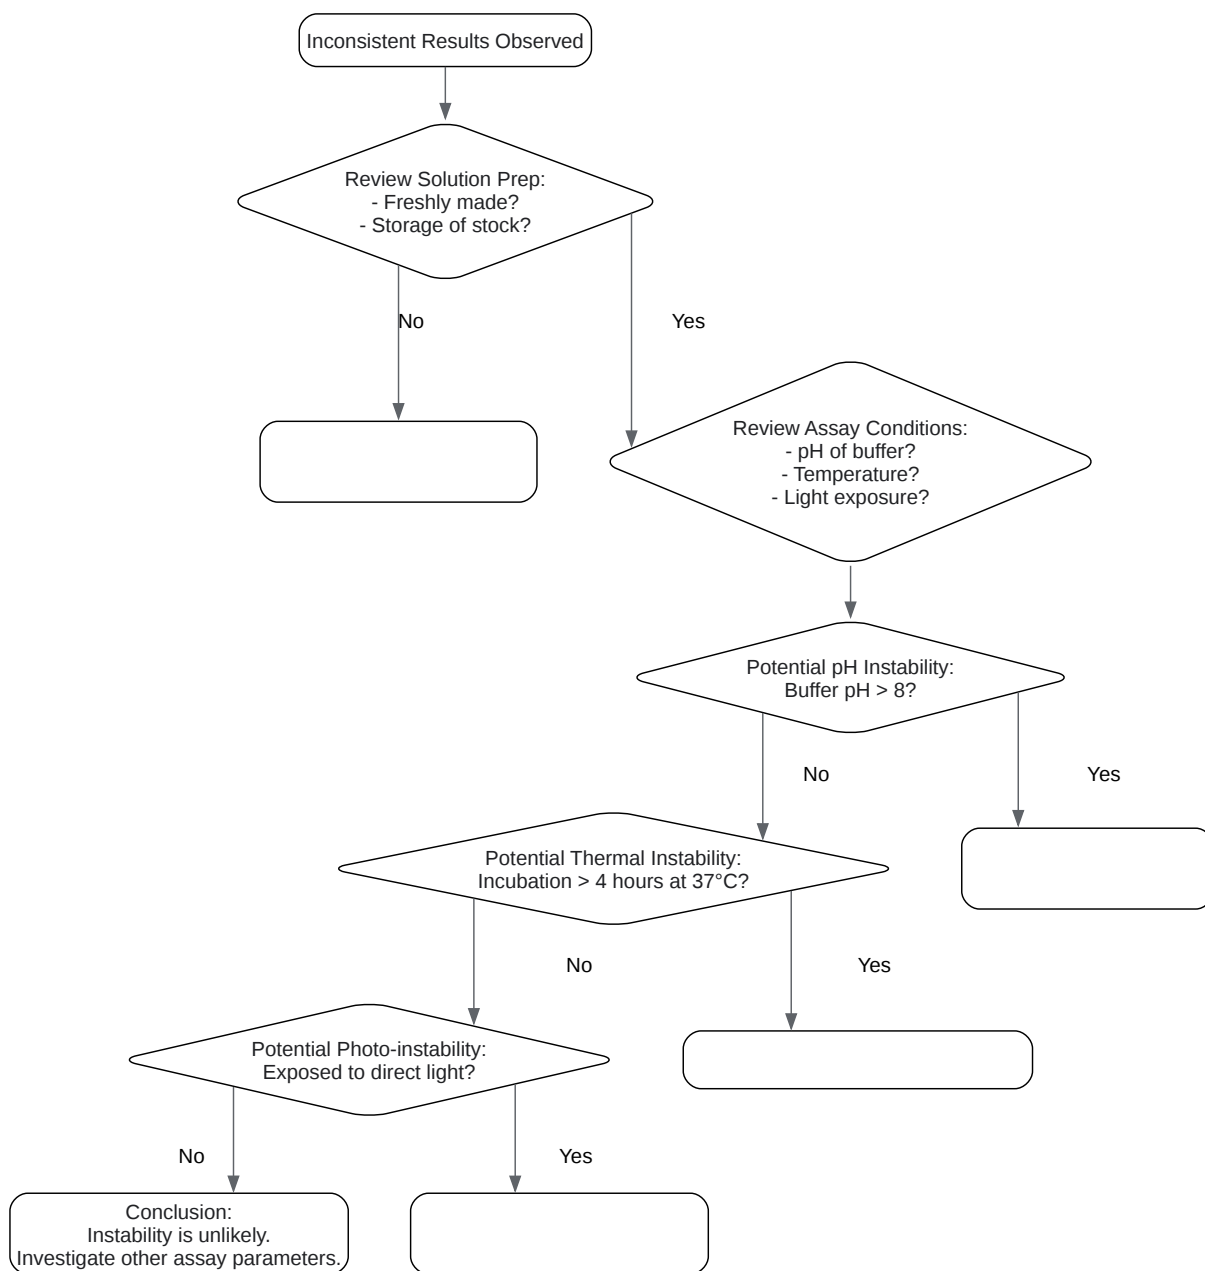 Inconsistent Results Observed
Review Solution Prep:
- Freshly made?
- Storage of stock?
No
Yes
Review Assay Conditions:
- pH of buffer?
- Temperature?
- Light exposure?
Potential pH Instability:
Buffer pH > 8?
No
Yes
Potential Thermal Instability:
Incubation > 4 hours at 37°C?
No
Yes
Potential Photo-instability:
Exposed to direct light?
No
Yes
Conclusion:
Instability is unlikely.
Investigate other assay parameters.